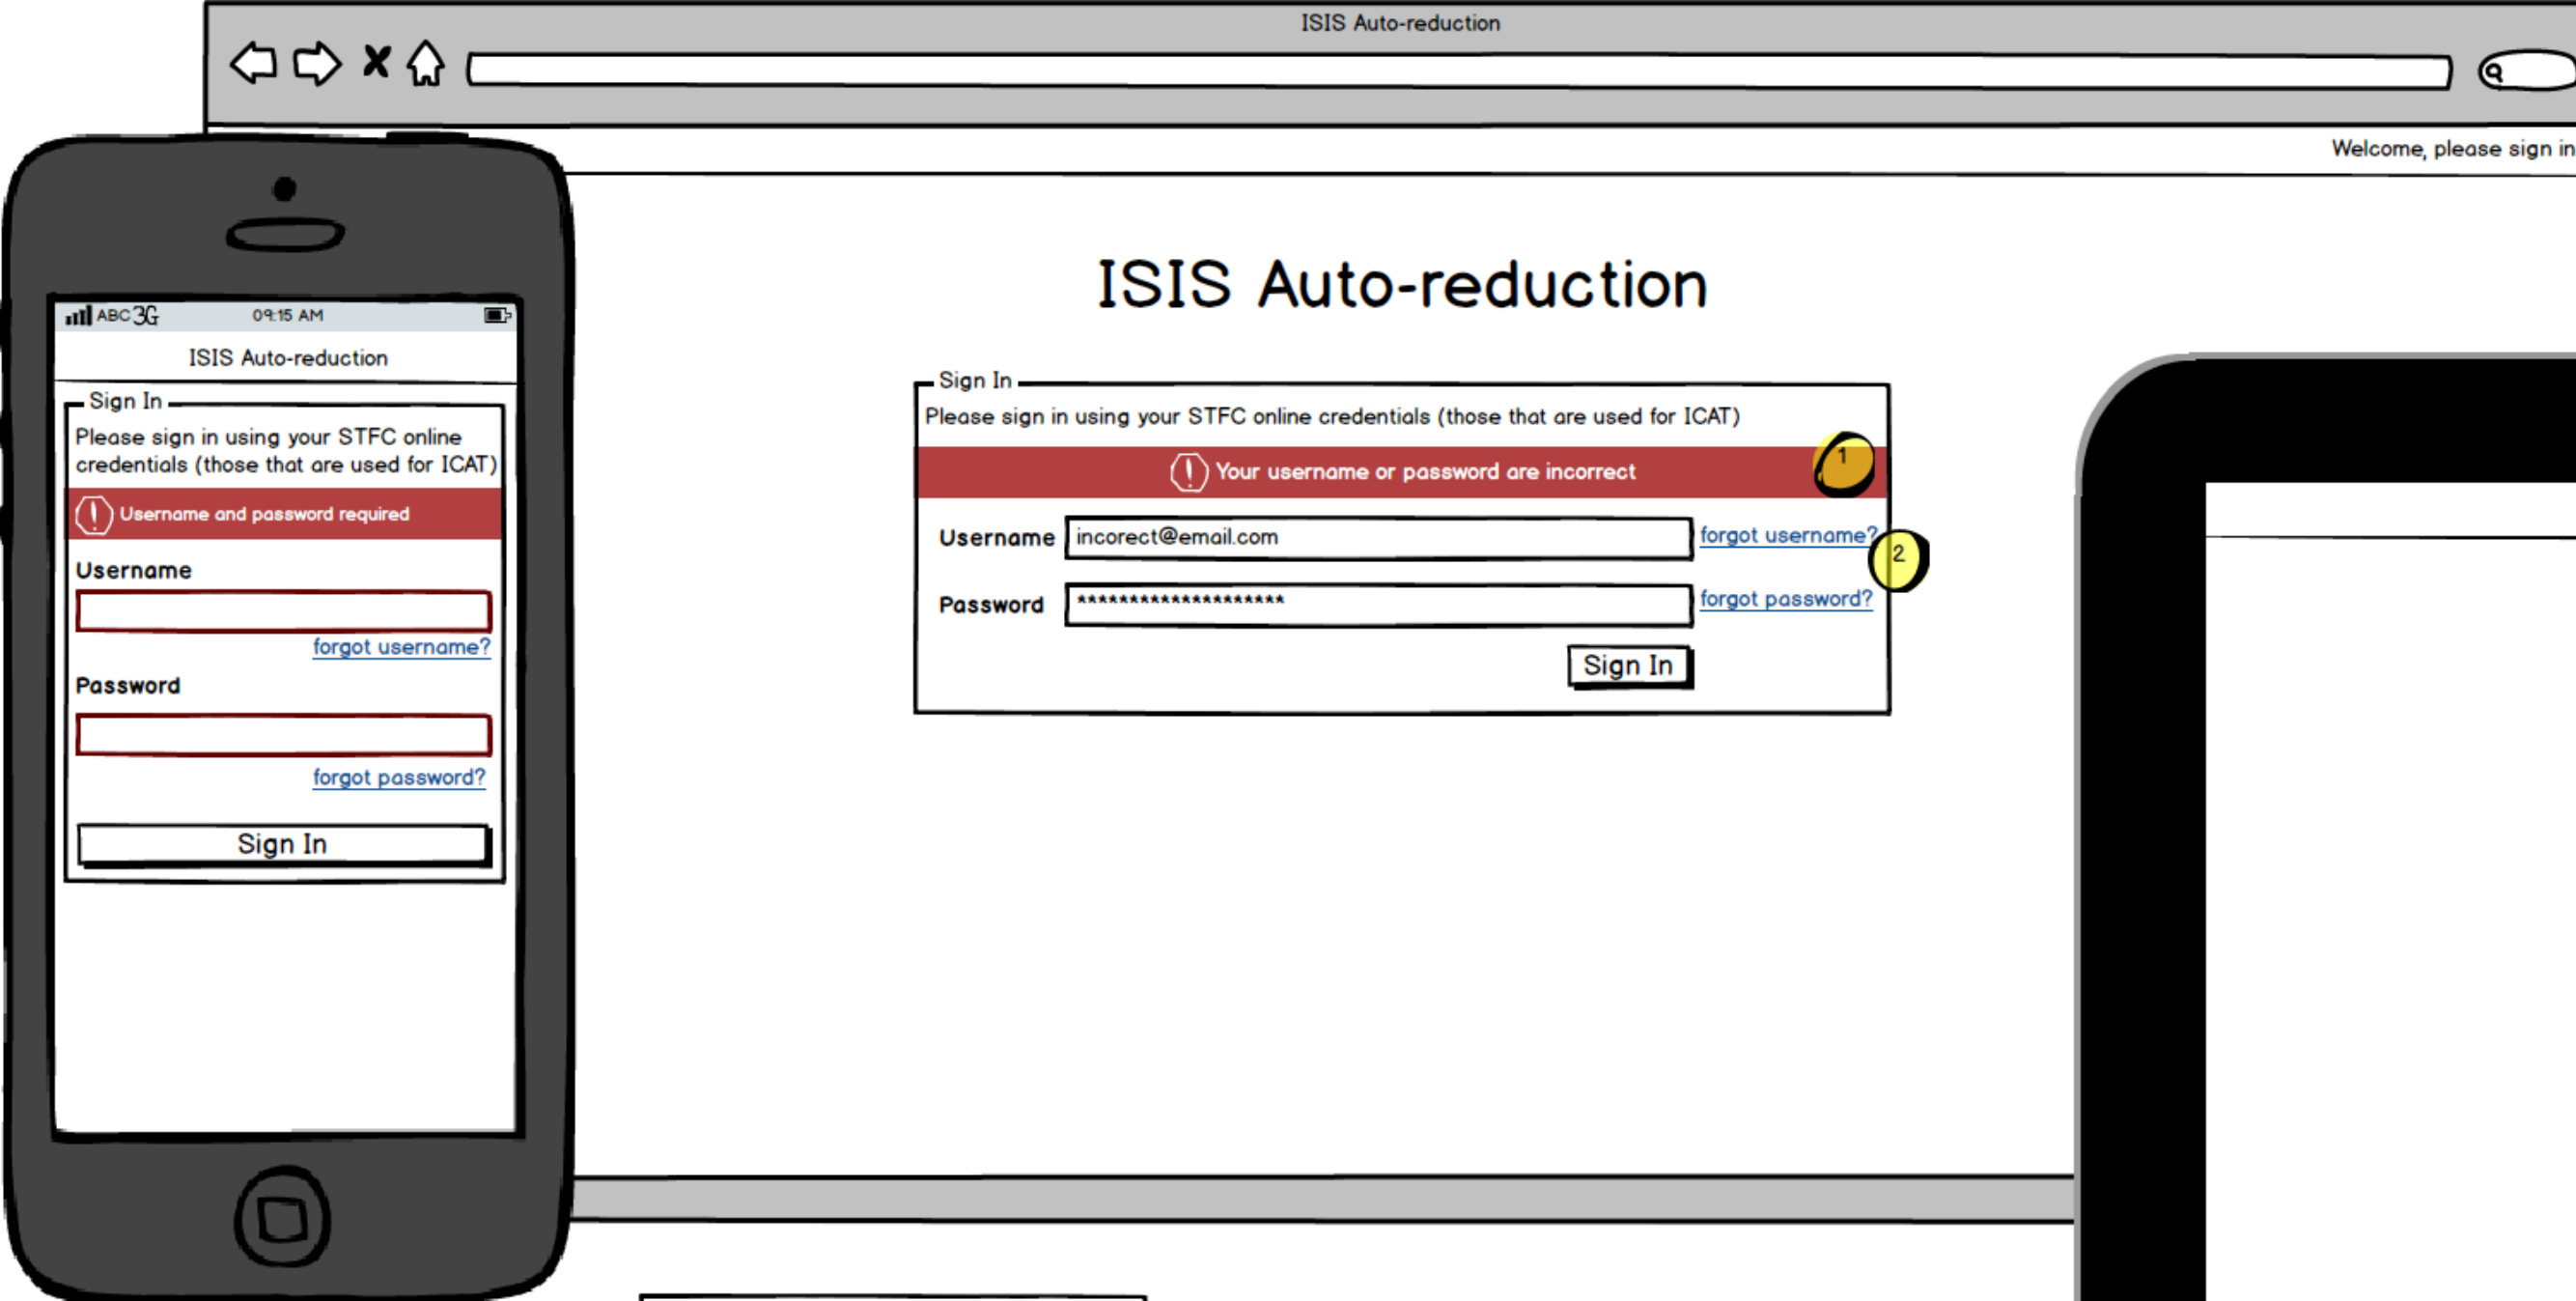 ISIS Auto-reduction
Welcome, please sign in
ABC 3G 09:15 AM
ISIS Auto-reduction
Sign In
Please sign in using your STFC online
credentials (those that are used for ICAT)
Username and password required
Username
forgot username?
Password
forgot password?
Sign In
ISIS Auto-reduction
Sign In
Please sign in using your STFC online credentials (those that are used for ICAT)
Your username or password are incorrect
1
Username incorect@email.com forgot username?
2
Password ******************** forgot password?
Sign In